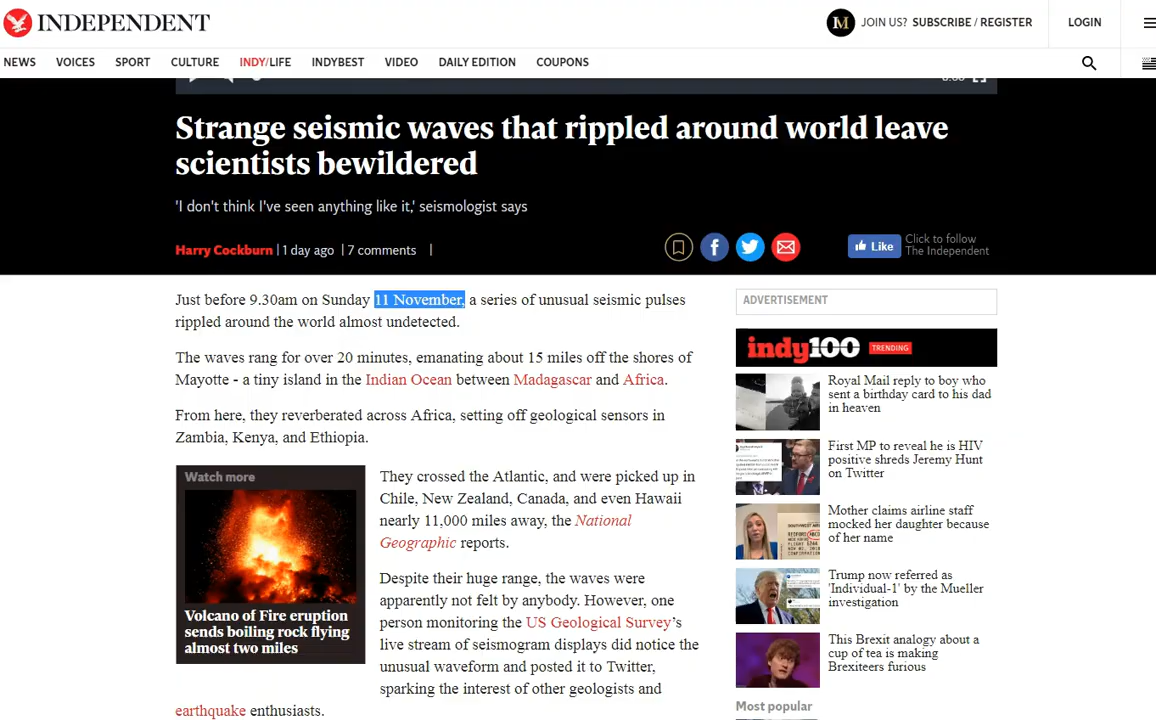 INDEPENDENT
M
JOIN US? SUBSCRIBE / REGISTER
LOGIN
NEWS VOICES SPORT CULTURE INDY/LIFE INDYBEST VIDEO DAILY EDITION COUPONS
Strange seismic waves that rippled around world leave
scientists bewildered
'I don't think I've seen anything like it,' seismologist says
Harry Cockburn | 1 day ago | 7 comments |
Like
Click to follow
The Independent
Just before 9.30am on Sunday 11 November, a series of unusual seismic pulses
rippled around the world almost undetected.
The waves rang for over 20 minutes, emanating about 15 miles off the shores of
Mayotte - a tiny island in the Indian Ocean between Madagascar and Africa.
From here, they reverberated across Africa, setting off geological sensors in
Zambia, Kenya, and Ethiopia.
Watch more
Volcano of Fire eruption
sends boiling rock flying
almost two miles
They crossed the Atlantic, and were picked up in
Chile, New Zealand, Canada, and even Hawaii
nearly 11,000 miles away, the National
Geographic reports.
Despite their huge range, the waves were
apparently not felt by anybody. However, one
person monitoring the US Geological Survey's
live stream of seismogram displays did notice the
unusual waveform and posted it to Twitter,
sparking the interest of other geologists and
earthquake enthusiasts.
ADVERTISEMENT
indy100 TRENDING
Royal Mail reply to boy who
sent a birthday card to his dad
in heaven
First MP to reveal he is HIV
positive shreds Jeremy Hunt
on Twitter
Mother claims airline staff
mocked her daughter because
of her name
Trump now referred as
'Individual-1' by the Mueller
investigation
This Brexit analogy about a
cup of tea is making
Brexiteers furious
Most popular